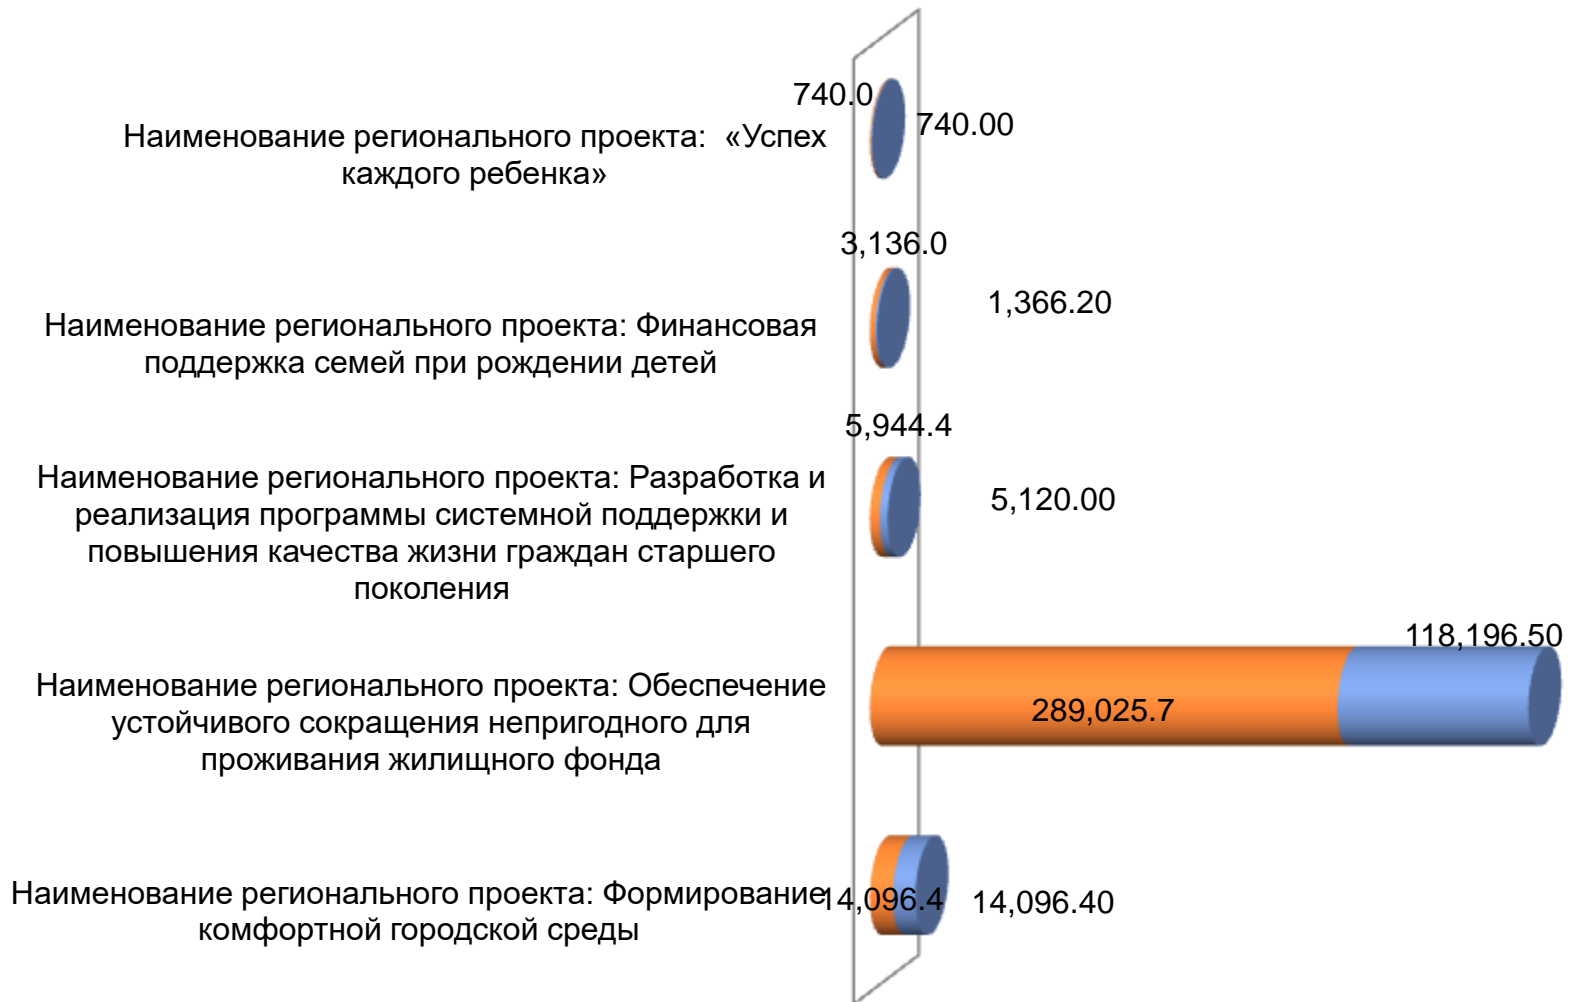 740.0
740.00
Наименование регионального проекта:  «Успех
каждого ребенка»
3,136.0
1,366.20
Наименование регионального проекта: Финансовая
поддержка семей при рождении детей
5,944.4
5,120.00
Наименование регионального проекта: Разработка и
реализация программы системной поддержки и
повышения качества жизни граждан старшего
поколения
118,196.50
289,025.7
Наименование регионального проекта: Обеспечение
устойчивого сокращения непригодного для
проживания жилищного фонда
14,096.4
14,096.40
Наименование регионального проекта: Формирование
комфортной городской среды